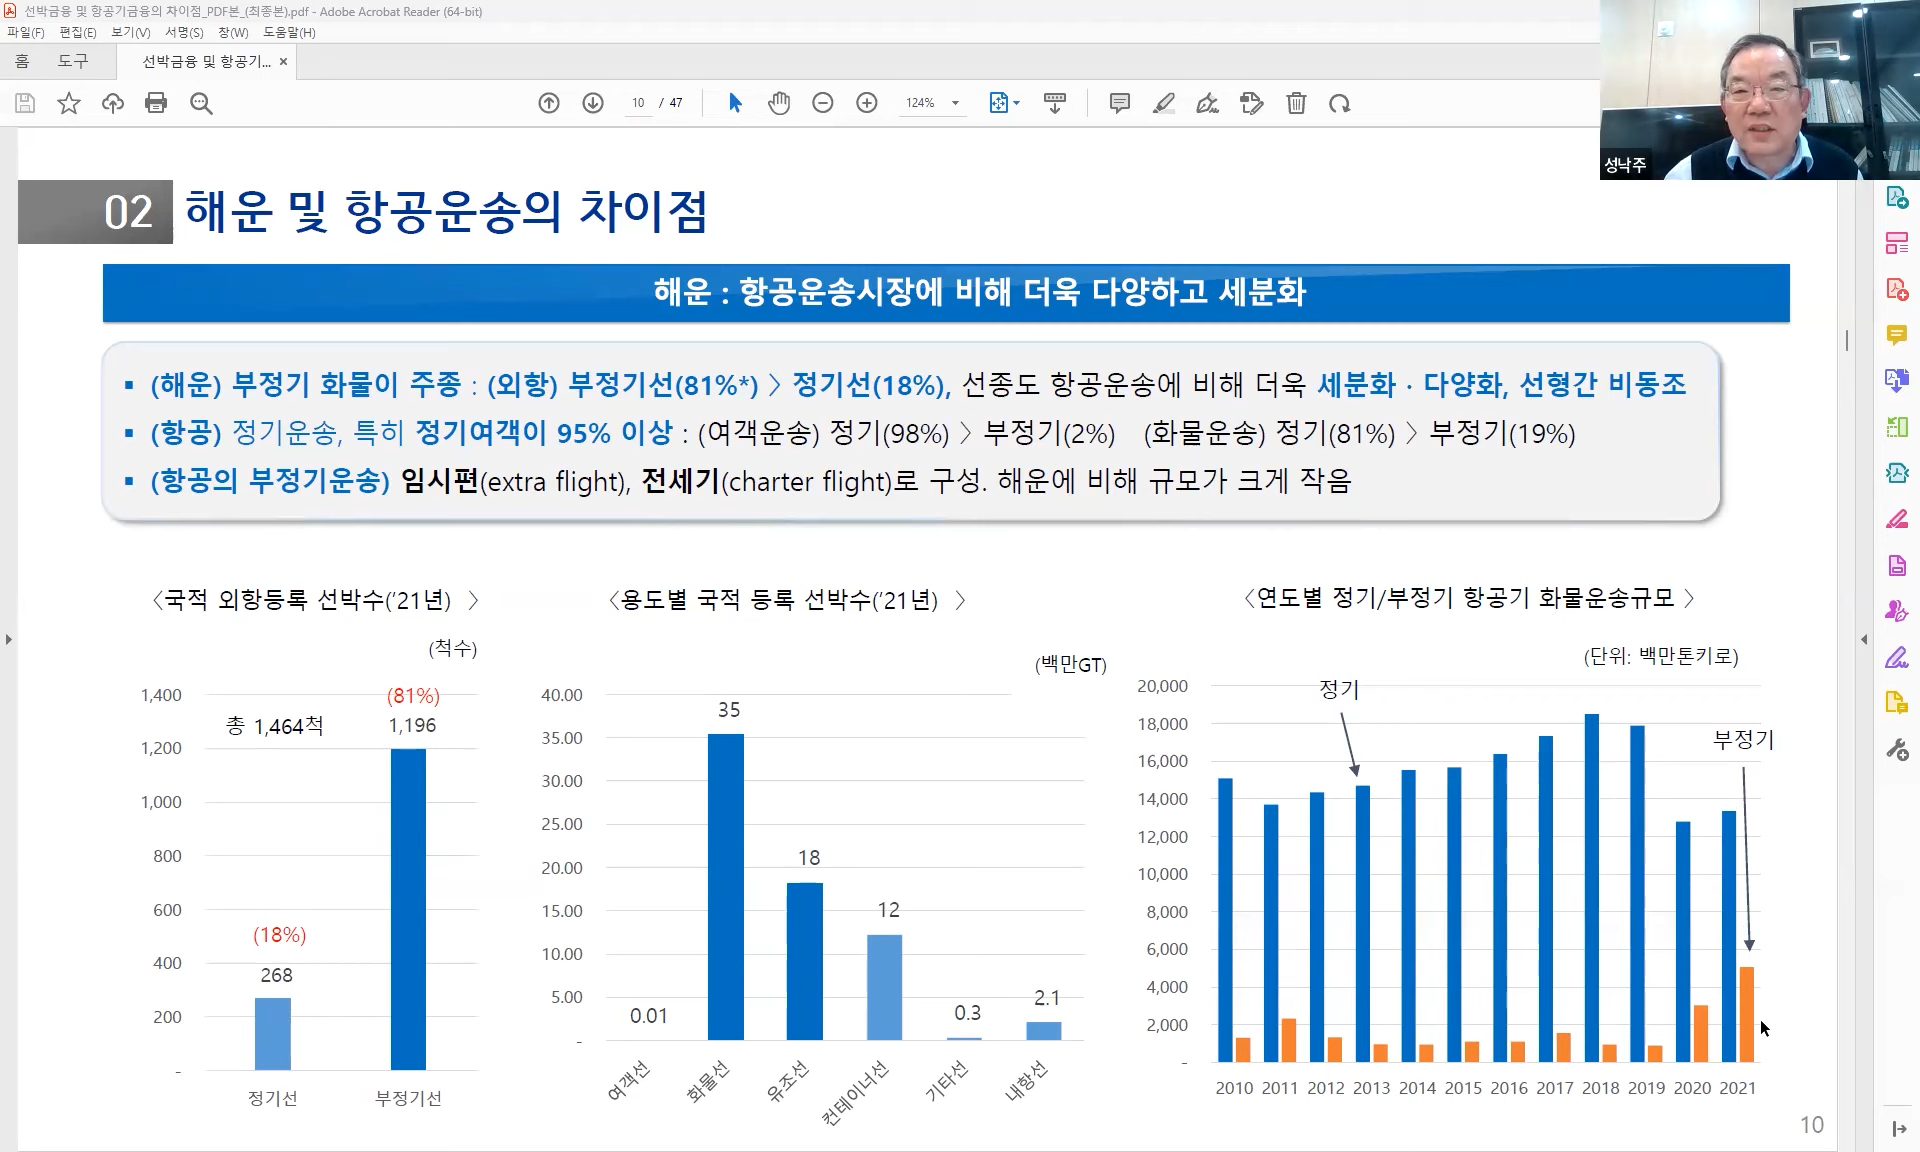 선박금융 및 항공기금융의 차이점_PDF본_(최종본).pdf - Adobe Acrobat Reader (64-bit)
파일(F) 편집(E) 보기(V) 서명(S) 창(W) 도움말(H)
홈 도구 선박금융 및 항공기... ×
10 / 47 124%
성낙주
02 해운 및 항공운송의 차이점
해운 : 항공운송시장에 비해 더욱 다양하고 세분화
▪ (해운) 부정기 화물이 주종 : (외항) 부정기선(81%*) 〉 정기선(18%), 선종도 항공운송에 비해 더욱 세분화 · 다양화, 선형간 비동조
▪ (항공) 정기운송, 특히 정기여객이 95% 이상 : (여객운송) 정기(98%) 〉 부정기(2%) (화물운송) 정기(81%) 〉 부정기(19%)
▪ (항공의 부정기운송) 임시편(extra flight), 전세기(charter flight)로 구성. 해운에 비해 규모가 크게 작음
〈국적 외항등록 선박수('21년) 〉
(척수)
1,400
1,200
1,000
800
600
400
200
-
총 1,464척
(81%)
1,196
(18%)
268
정기선 부정기선
〈용도별 국적 등록 선박수('21년) 〉
(백만GT)
40.00
35.00
30.00
25.00
20.00
15.00
10.00
5.00
-
0.01
35
18
12
0.3
2.1
여객선 화물선 유조선 컨테이너선 기타선 내항선
〈연도별 정기/부정기 항공기 화물운송규모 〉
(단위: 백만톤키로)
20,000
18,000
16,000
14,000
12,000
10,000
8,000
6,000
4,000
2,000
-
정기
부정기
2010 2011 2012 2013 2014 2015 2016 2017 2018 2019 2020 2021
10